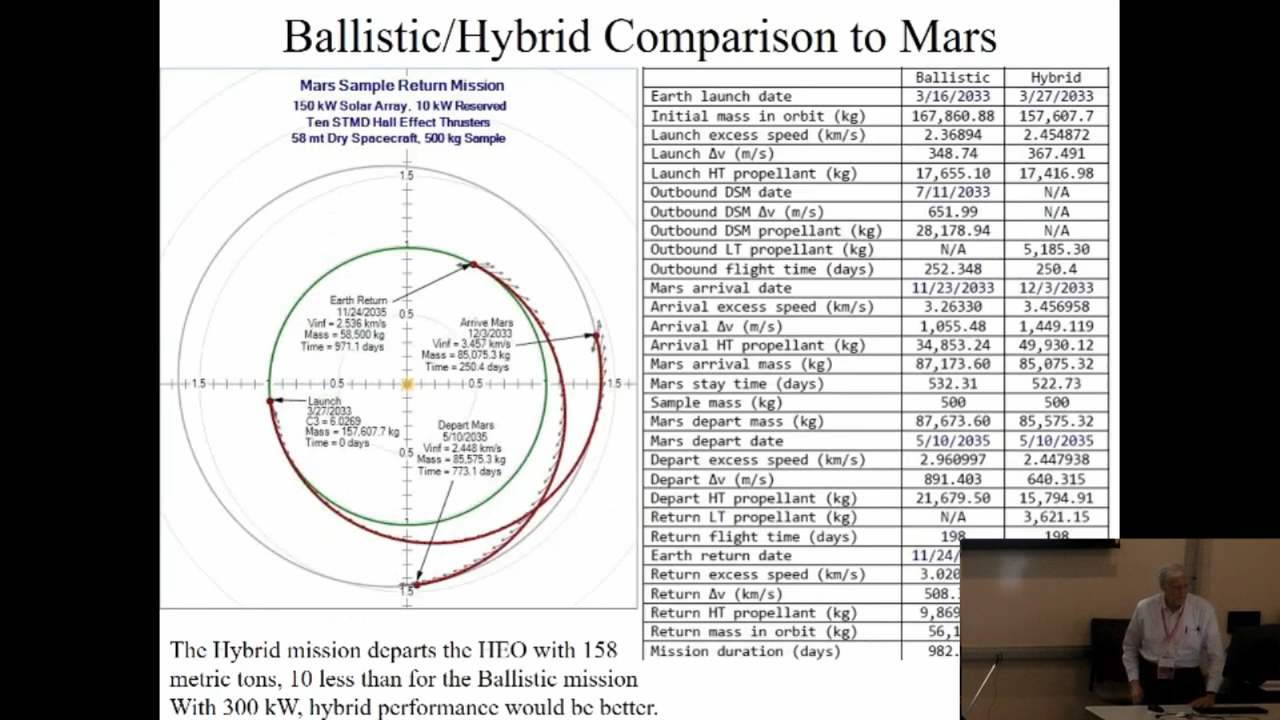 Ballistic/Hybrid Comparison to Mars
Mars Sample Return Mission
150 kW Solar Array, 10 kW Reserved
Ten STMD Hall Effect Thrusters
58 mt Dry Spacecraft, 500 kg Sample
1.5
1
Earth Return
11/24/2035
Vinf = 2.536 km/s
Mass = 58,500 kg
Time = 971.1 days
0.5
Arrive Mars
12/3/2033
Vinf = 3.457 km/s
Mass = 85,075.3 kg
Time = 250.4 days
1.5
1
0.5
0.5
1
1.5
Launch
3/27/2033
C3 = 6.0269
Mass = 157,607.7 kg
Time = 0 days
0.5
Depart Mars
5/10/2035
Vinf = 2.448 km/s
Mass = 85,575.3 kg
Time = 773.1 days
1
1.5
Ballistic Hybrid
Earth launch date 3/16/2033 3/27/2033
Initial mass in orbit (kg) 167,860.88 157,607.7
Launch excess speed (km/s) 2.36894 2.454872
Launch Δv (m/s) 348.74 367.491
Launch HT propellant (kg) 17,655.10 17,416.98
Outbound DSM date 7/11/2033 N/A
Outbound DSM Δv (m/s) 651.99 N/A
Outbound DSM propellant (kg) 28,178.94 N/A
Outbound LT propellant (kg) N/A 5,185.30
Outbound flight time (days) 252.348 250.4
Mars arrival date 11/23/2033 12/3/2033
Arrival excess speed (km/s) 3.26330 3.456958
Arrival Δv (m/s) 1,055.48 1,449.119
Arrival HT propellant (kg) 34,853.24 49,930.12
Mars arrival mass (kg) 87,173.60 85,075.32
Mars stay time (days) 532.31 522.73
Sample mass (kg) 500 500
Mars depart mass (kg) 87,673.60 85,575.32
Mars depart date 5/10/2035 5/10/2035
Depart excess speed (km/s) 2.960997 2.447938
Depart Δv (m/s) 891.403 640.315
Depart HT propellant (kg) 21,679.50 15,794.91
Return LT propellant (kg) N/A 3,621.15
Return flight time (days) 198 198
Earth return date 11/24/
Return excess speed (km/s) 3.020
Return Δv (km/s) 508.
Return HT propellant (kg) 9,869
Return mass in orbit (kg) 56,1
Mission duration (days) 982.
The Hybrid mission departs the HEO with 158
metric tons, 10 less than for the Ballistic mission
With 300 kW, hybrid performance would be better.